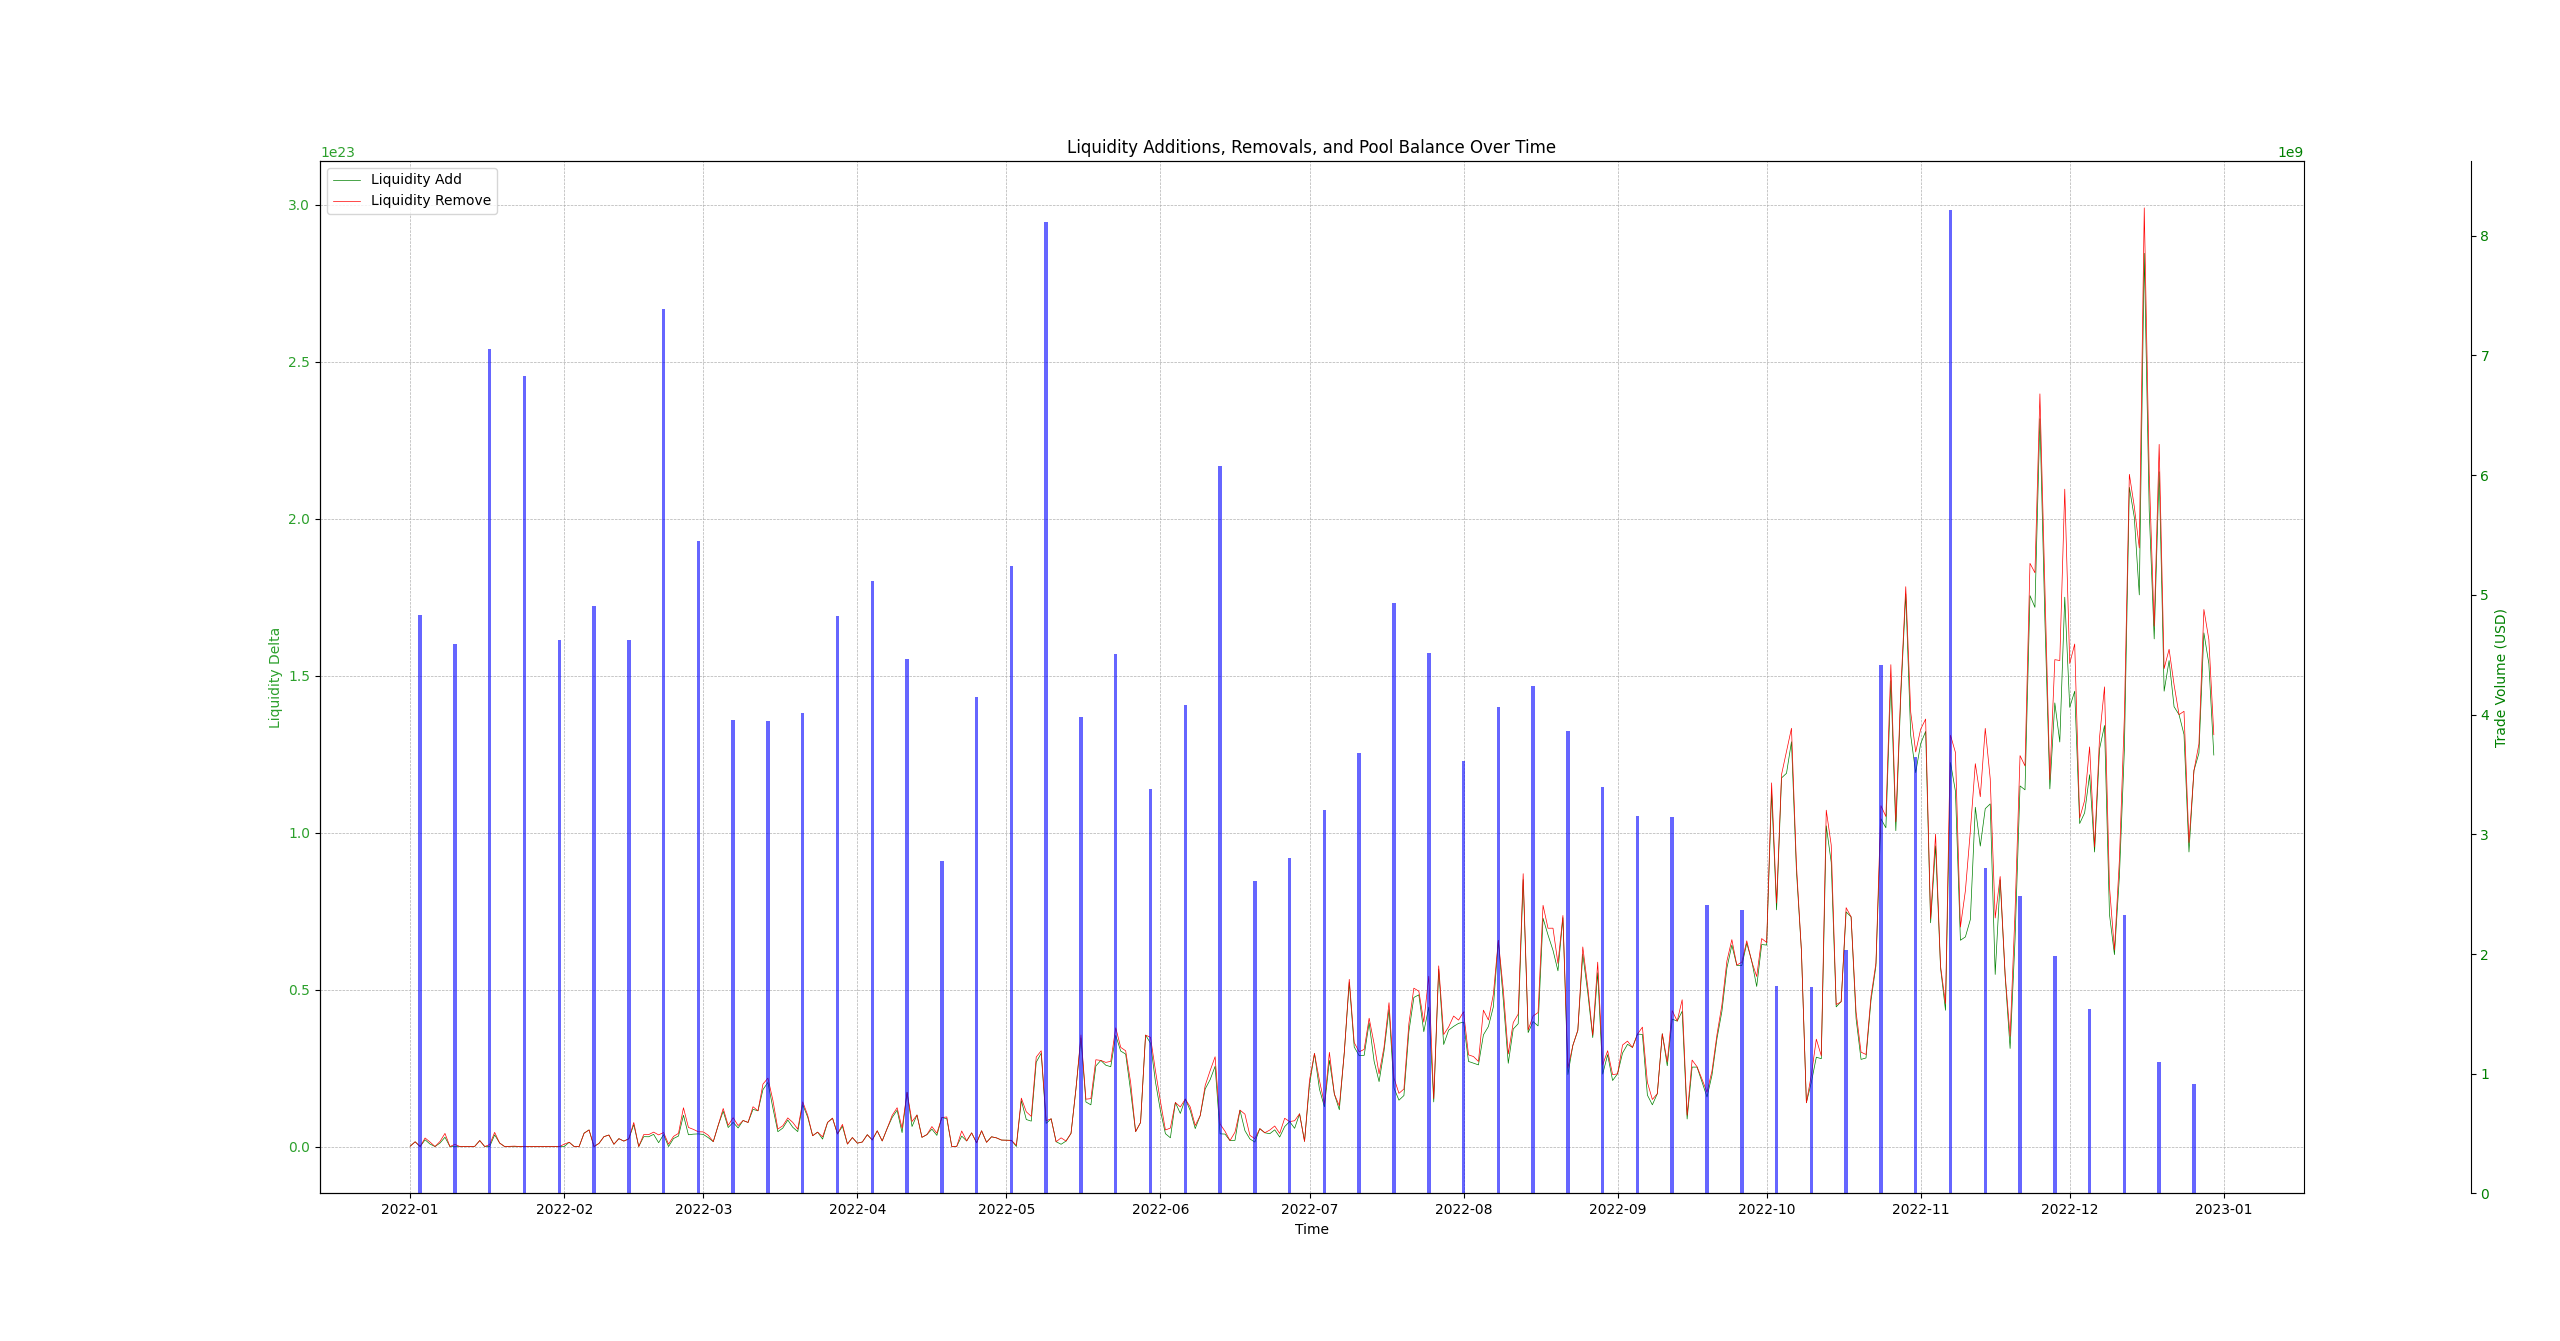 Liquidity Additions, Removals, and Pool Balance Over Time
1e23
1e9
Liquidity Add
Liquidity Remove
3.0
2.5
2.0
1.5
1.0
0.5
0.0
Liquidity Delta
8
7
6
5
4
3
2
1
0
Trade Volume (USD)
2022-01 2022-02 2022-03 2022-04 2022-05 2022-06 2022-07 2022-08 2022-09 2022-10 2022-11 2022-12 2023-01
Time